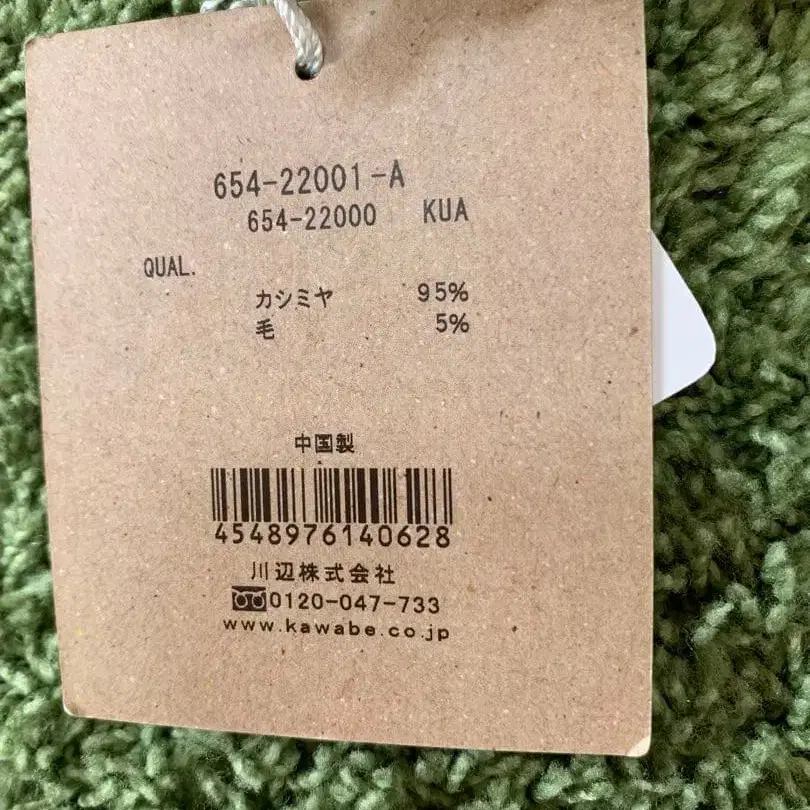 654-22001-A
654-22000 KUA
QUAL.
カシミヤ 95%
毛 5%
中国製
4548976140628
川辺株式会社
0120-047-733
www.kawabe.co.jp